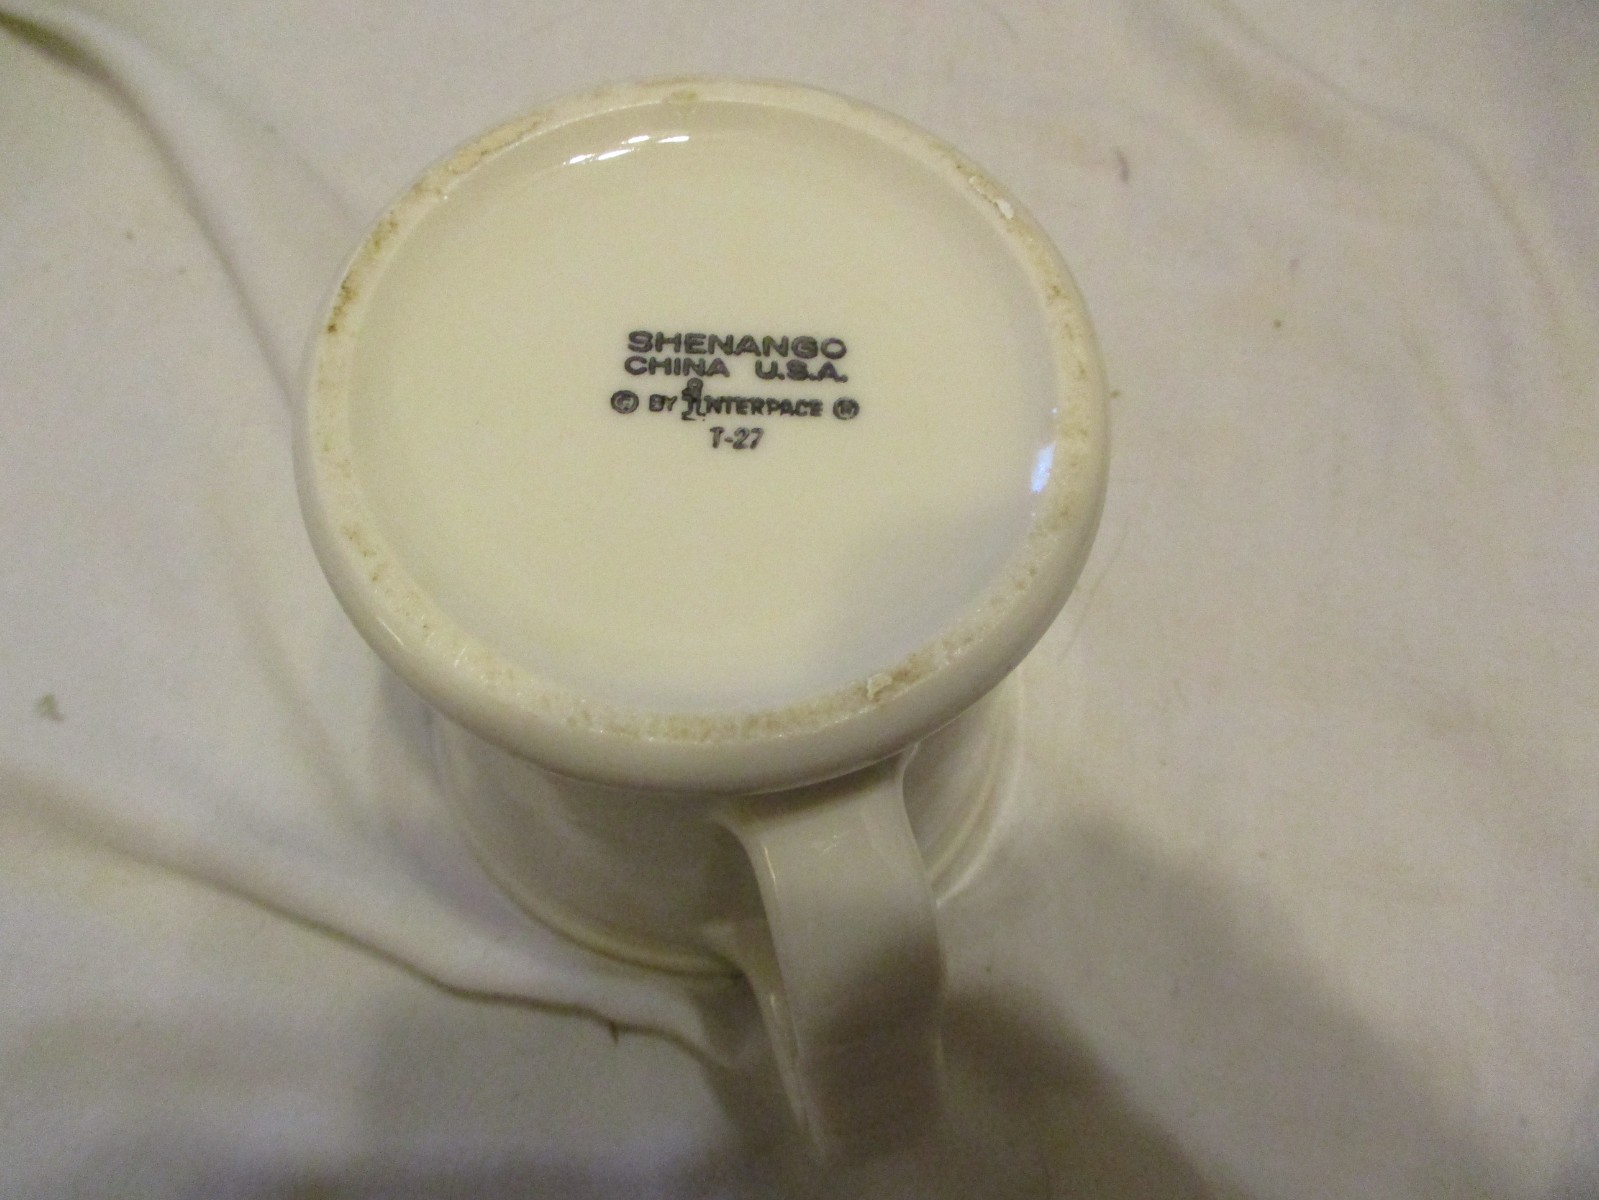 SHENANGO
CHINA U.S.A.
© BY INTERPACE ®
T-27